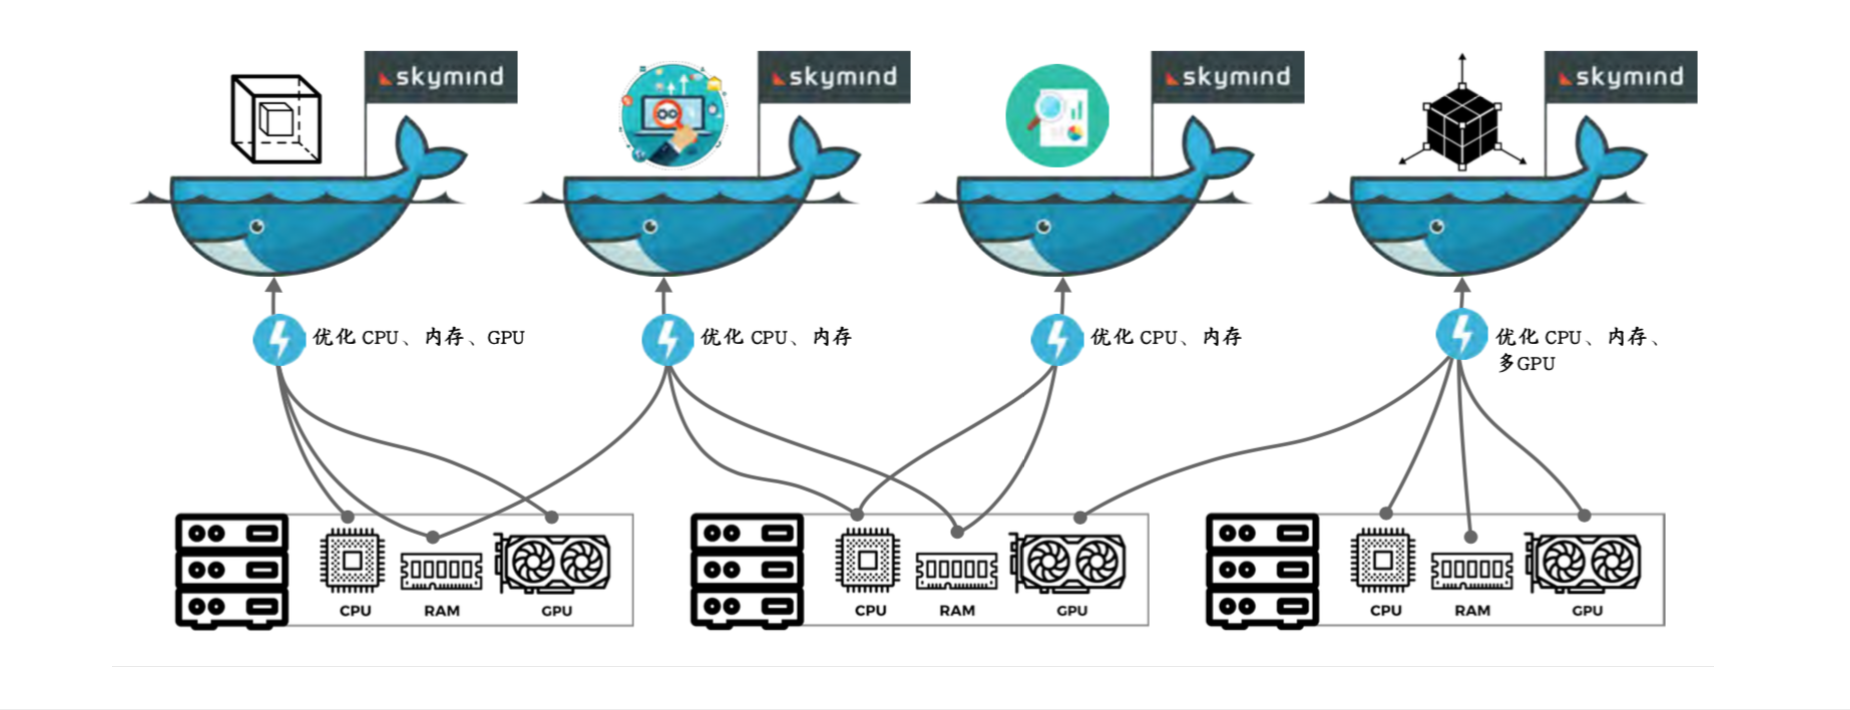 skymind
skymind
skymind
skymind
优化 CPU、内存、GPU
优化 CPU、内存
优化 CPU、内存
优化 CPU、内存、
多GPU
CPU
RAM
GPU
CPU
RAM
GPU
CPU
RAM
GPU